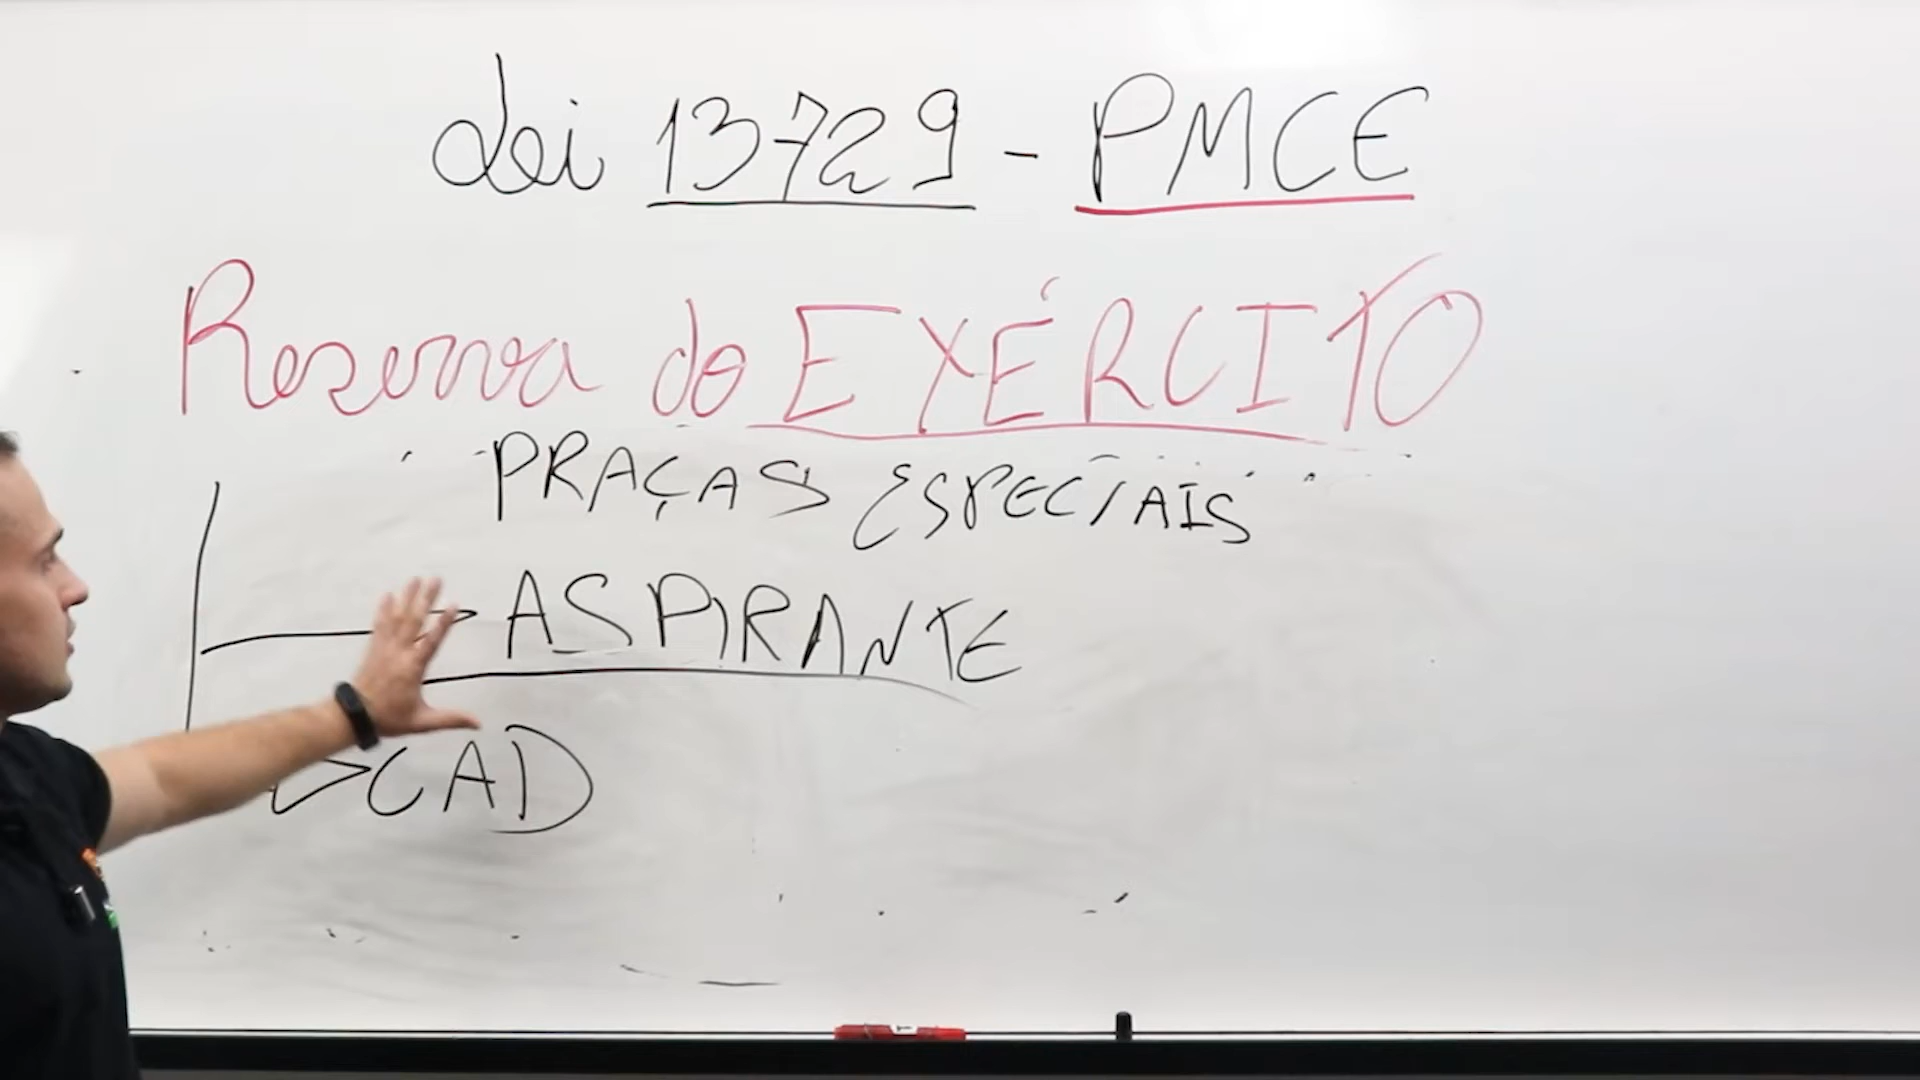 Lei 13729 - PMCE
Reserva do EXÉRCITO
PRAÇAS ESPECIAIS
ASPIRANTE
CAD